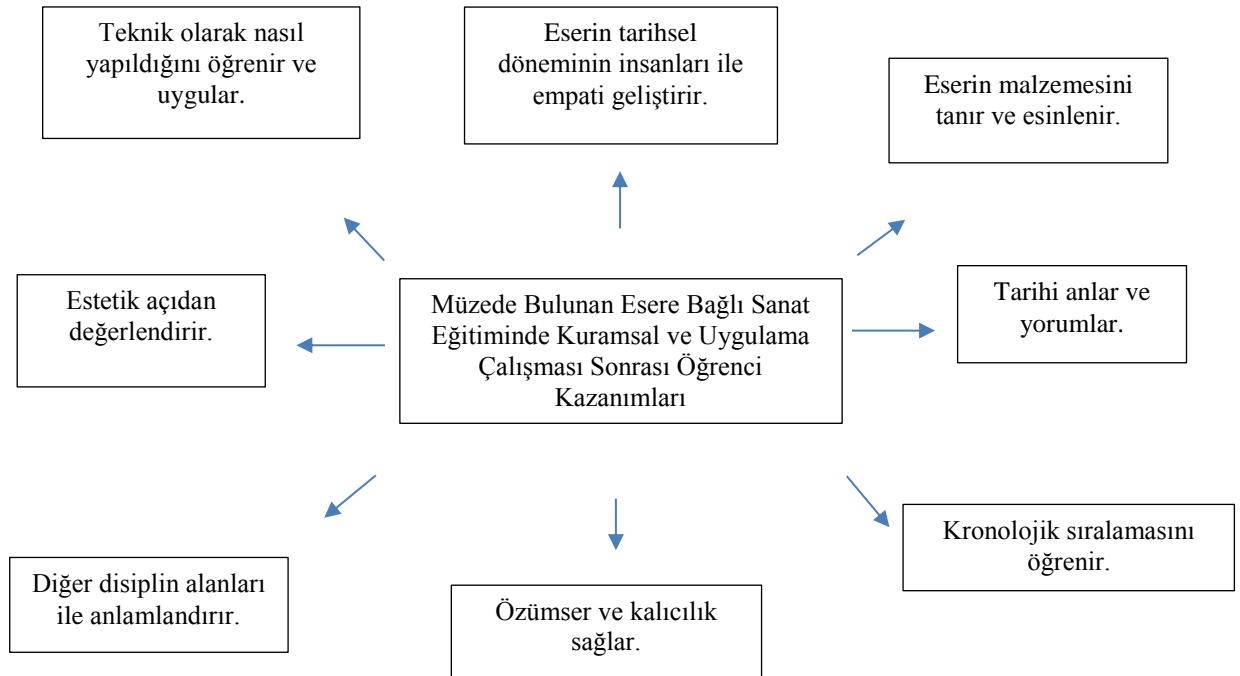 Teknik olarak nasıl
yapıldığını öğrenir ve
uygular.
Eserin tarihsel
döneminin insanları ile
empati geliştirir.
Eserin malzemesini
tanır ve esinlenir.
Estetik açıdan
değerlendirir.
Müzede Bulunan Esere Bağlı Sanat
Eğitiminde Kuramsal ve Uygulama
Çalışması Sonrası Öğrenci
Kazanımları
Tarihi anlar ve
yorumlar.
Diğer disiplin alanları
ile anlamlandırır.
Özümser ve kalıcılık
sağlar.
Kronolojik sıralamasını
öğrenir.